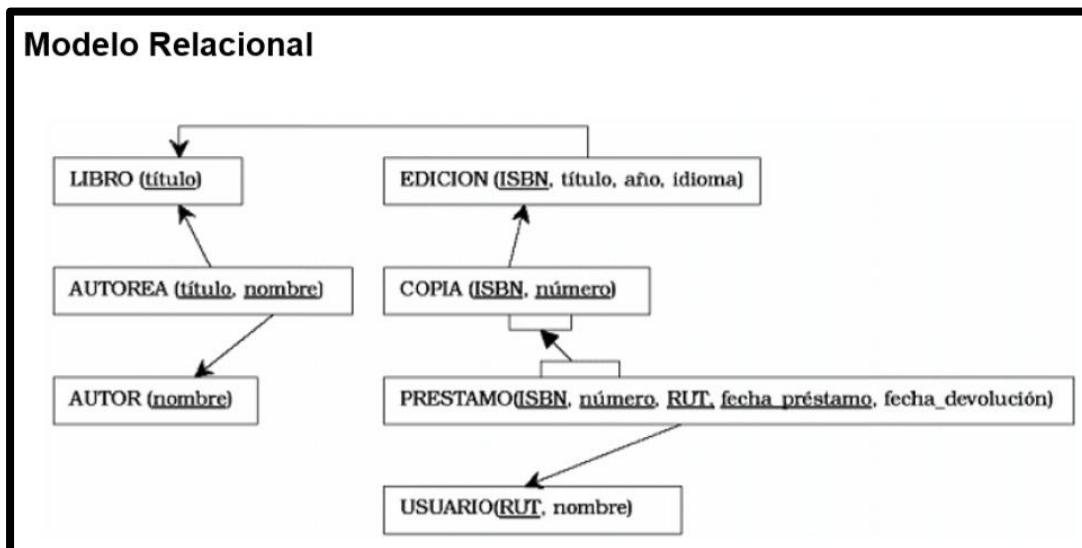 Modelo Relacional
LIBRO (título)
EDICION (ISBN, título, año, idioma)
AUTOREA (título, nombre)
COPIA (ISBN, número)
AUTOR (nombre)
PRESTAMO(ISBN, número, RUT, fecha_préstamo, fecha_devolución)
USUARIO(RUT, nombre)